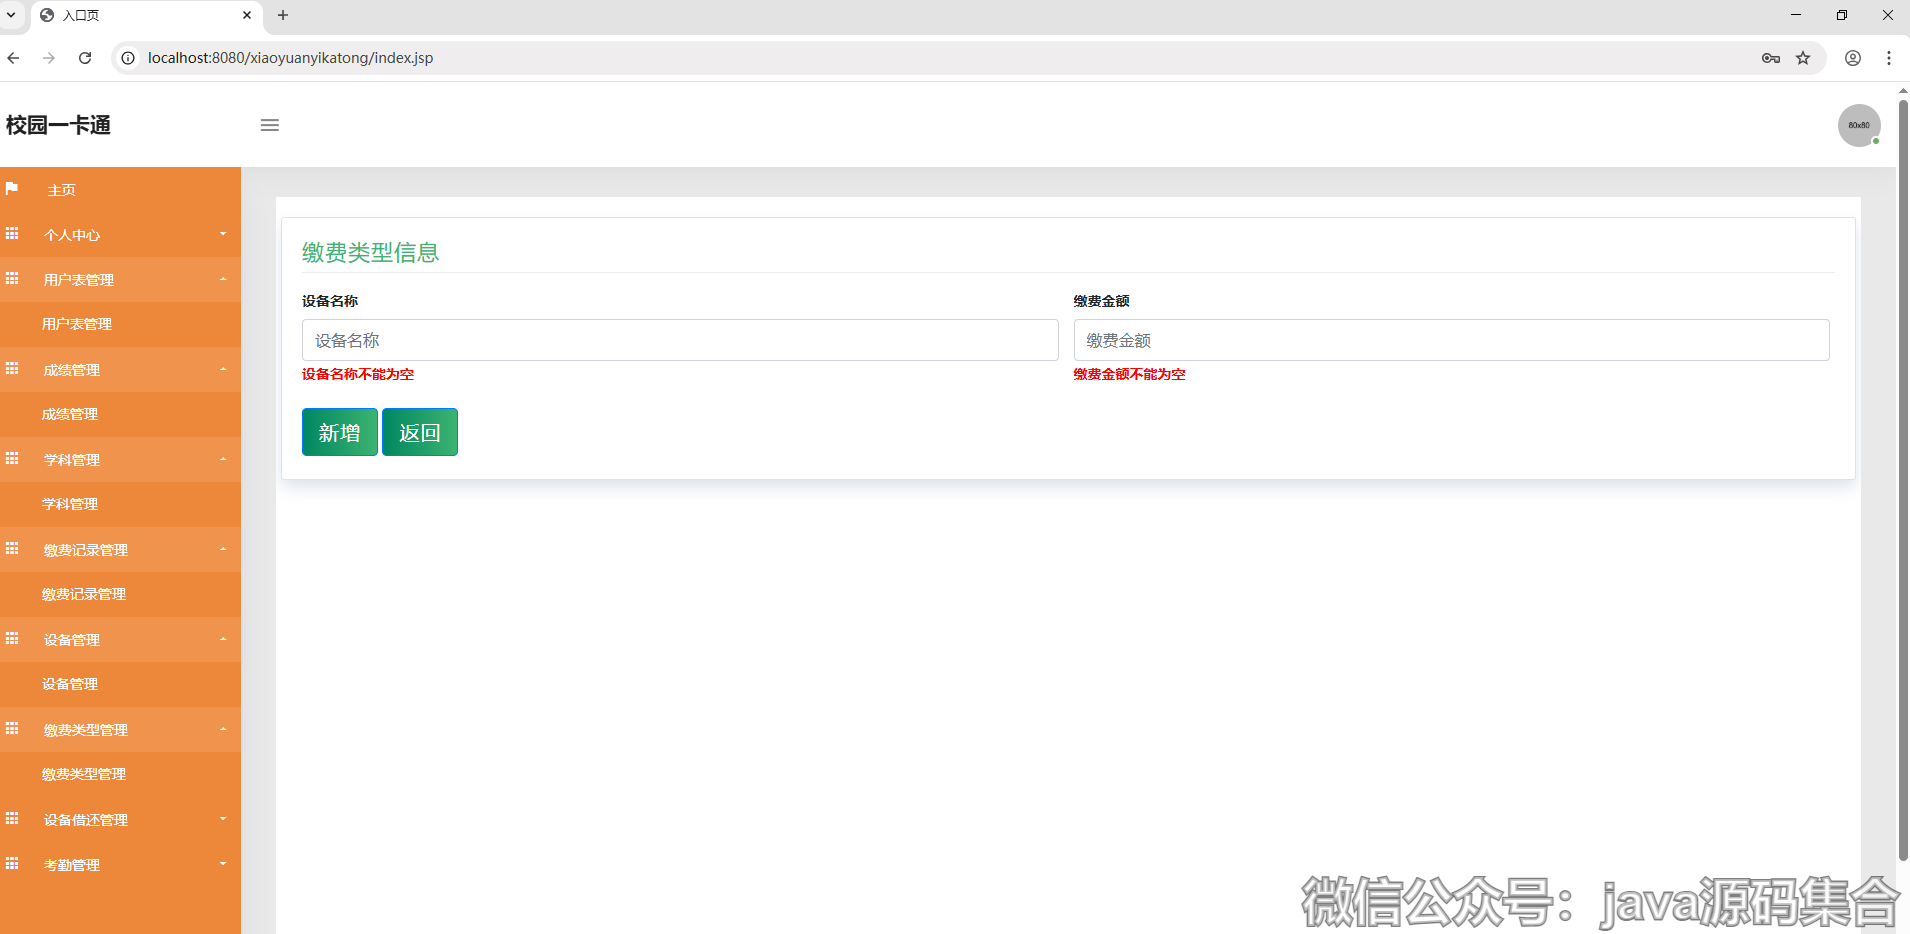 入口页
localhost:8080/xiaoyuanyikatong/index.jsp
校园一卡通
80x80
主页
个人中心
用户表管理
用户表管理
成绩管理
成绩管理
学科管理
学科管理
缴费记录管理
缴费记录管理
设备管理
设备管理
缴费类型管理
缴费类型管理
设备借还管理
考勤管理
缴费类型信息
设备名称
缴费金额
设备名称
缴费金额
设备名称不能为空
缴费金额不能为空
新增
返回
微信公众号：java源码集合